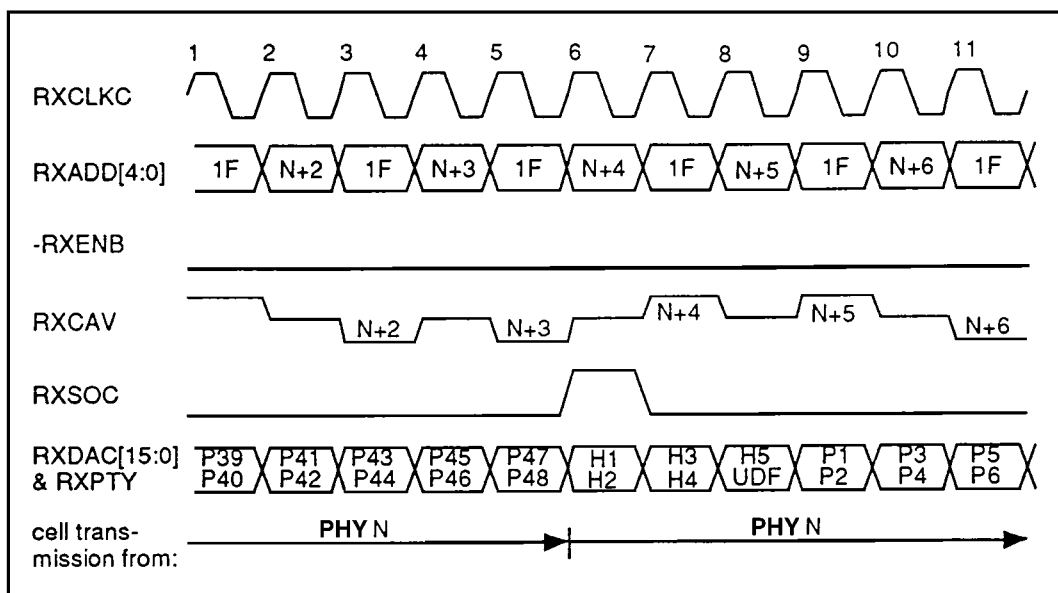 1 2 3 4 5 6 7 8 9 10 11
RXCLKC
RXADD[4:0] 1F N+2 1F N+3 1F N+4 1F N+5 1F N+6 1F
-RXENB
RXCAV N+2 N+3 N+4 N+5 N+6
RXSOC
RXDAC[15:0] P39 P41 P43 P45 P47 H1 H3 H5 P1 P3 P5
& RXPTY P40 P42 P44 P46 P48 H2 H4 UDF P2 P4 P6
cell trans- PHY N PHY N
mission from: